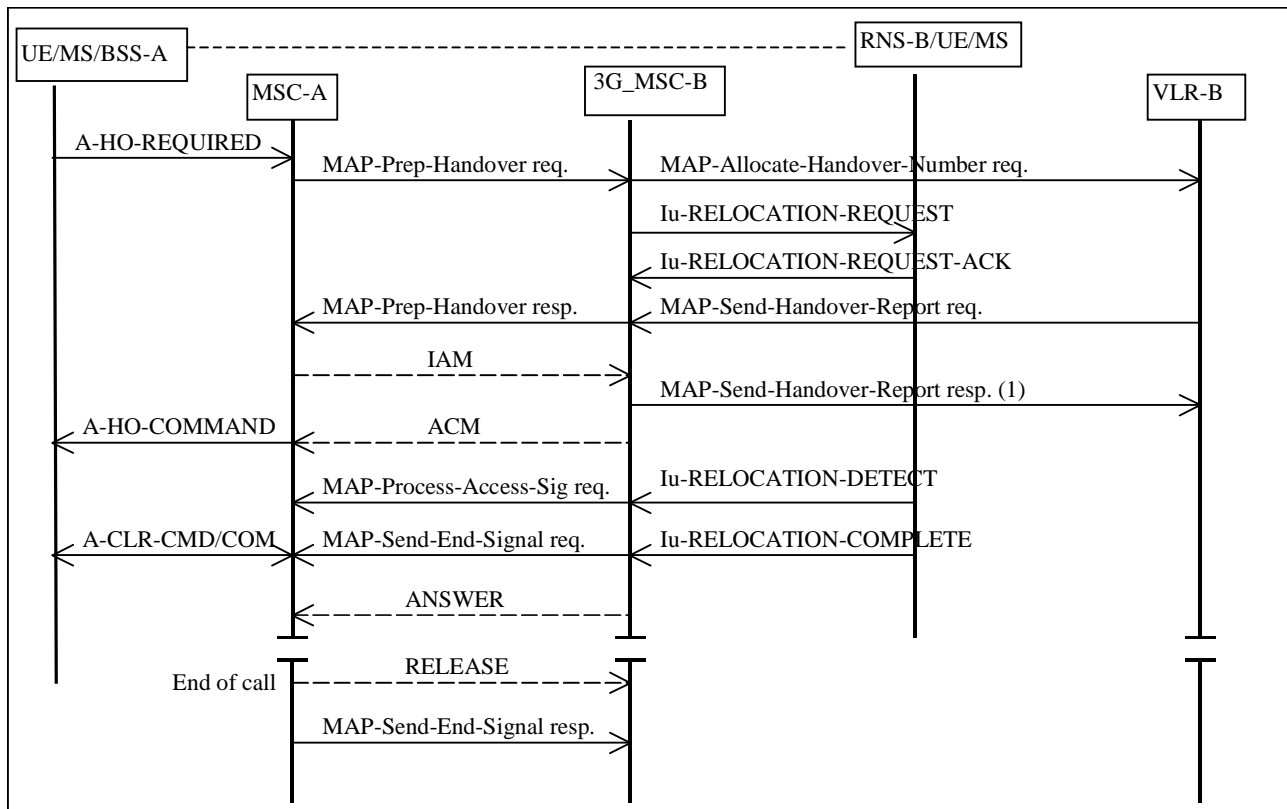 UE/MS/BSS-A
RNS-B/UE/MS
MSC-A
3G_MSC-B
VLR-B
A-HO-REQUIRED
MAP-Prep-Handover req.
MAP-Allocate-Handover-Number req.
Iu-RELOCATION-REQUEST
Iu-RELOCATION-REQUEST-ACK
MAP-Prep-Handover resp.
MAP-Send-Handover-Report req.
IAM
MAP-Send-Handover-Report resp. (1)
A-HO-COMMAND
ACM
Iu-RELOCATION-DETECT
MAP-Process-Access-Sig req.
A-CLR-CMD/COM
MAP-Send-End-Signal req.
Iu-RELOCATION-COMPLETE
ANSWER
RELEASE
End of call
MAP-Send-End-Signal resp.